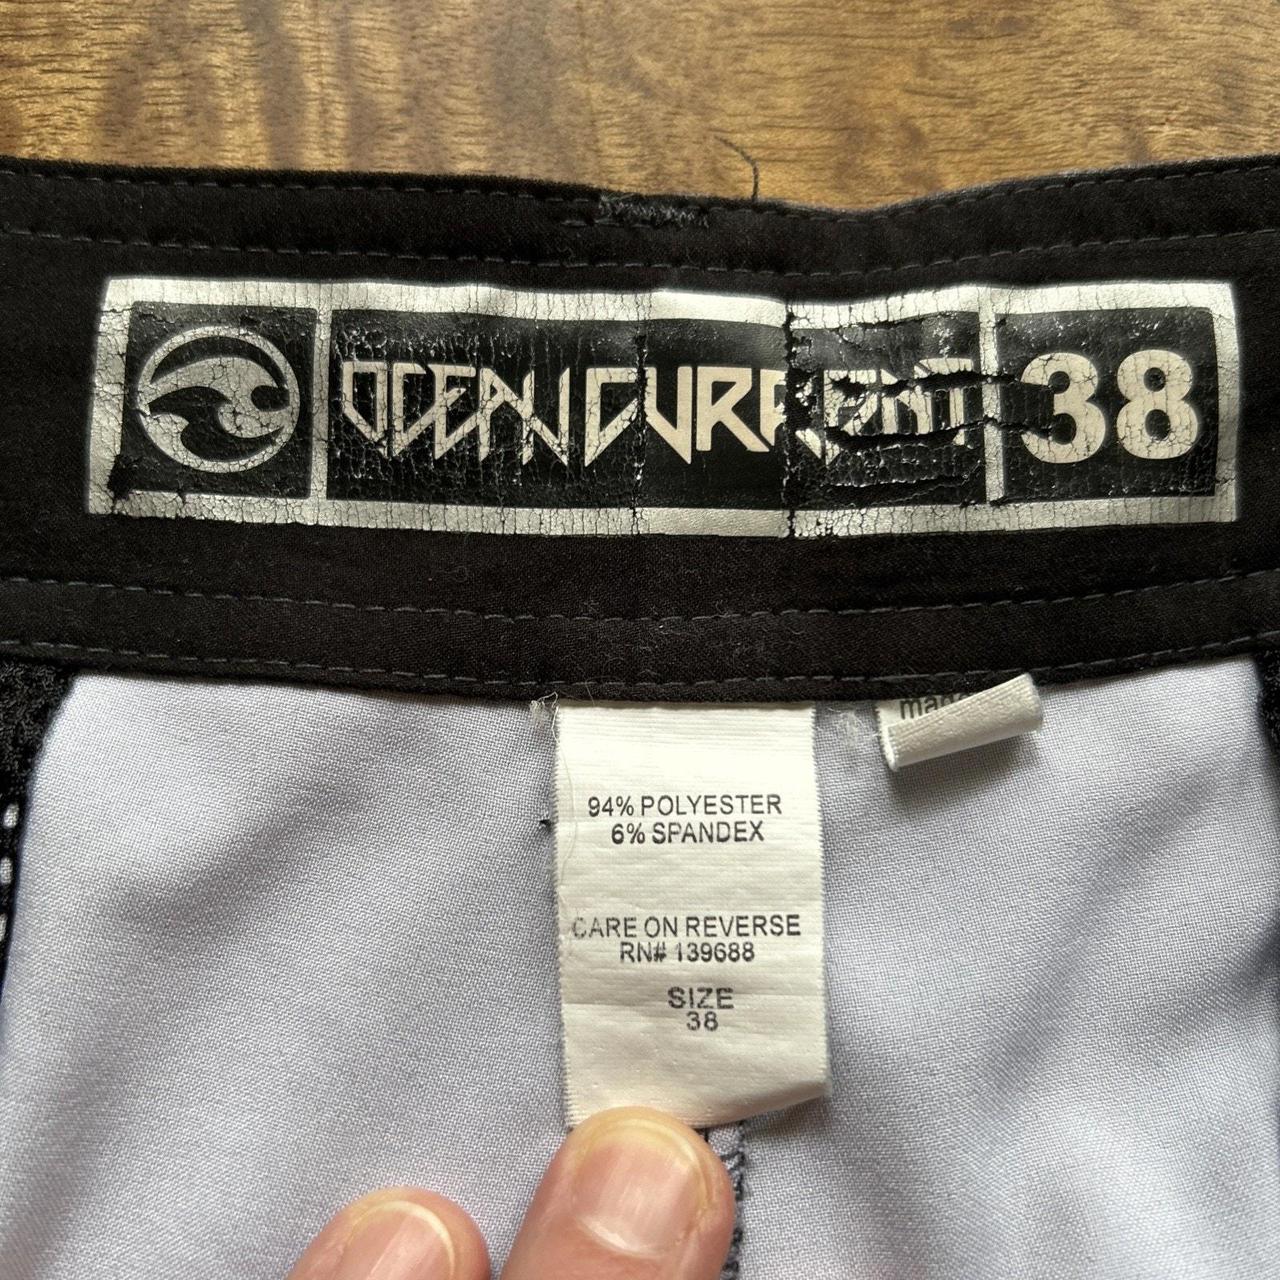 OCEAN CURRENT 38
94% POLYESTER
6% SPANDEX
CARE ON REVERSE
RN# 139688
SIZE
38